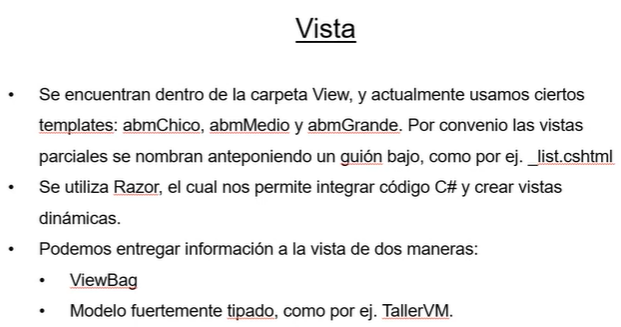 Vista
• Se encuentran dentro de la carpeta View, y actualmente usamos ciertos
templates: abmChico, abmMedio y abmGrande. Por convenio las vistas
parciales se nombran anteponiendo un guión bajo, como por ej. _list.cshtml
• Se utiliza Razor, el cual nos permite integrar código C# y crear vistas
dinámicas.
• Podemos entregar información a la vista de dos maneras:
• ViewBag
• Modelo fuertemente tipado, como por ej. TallerVM.